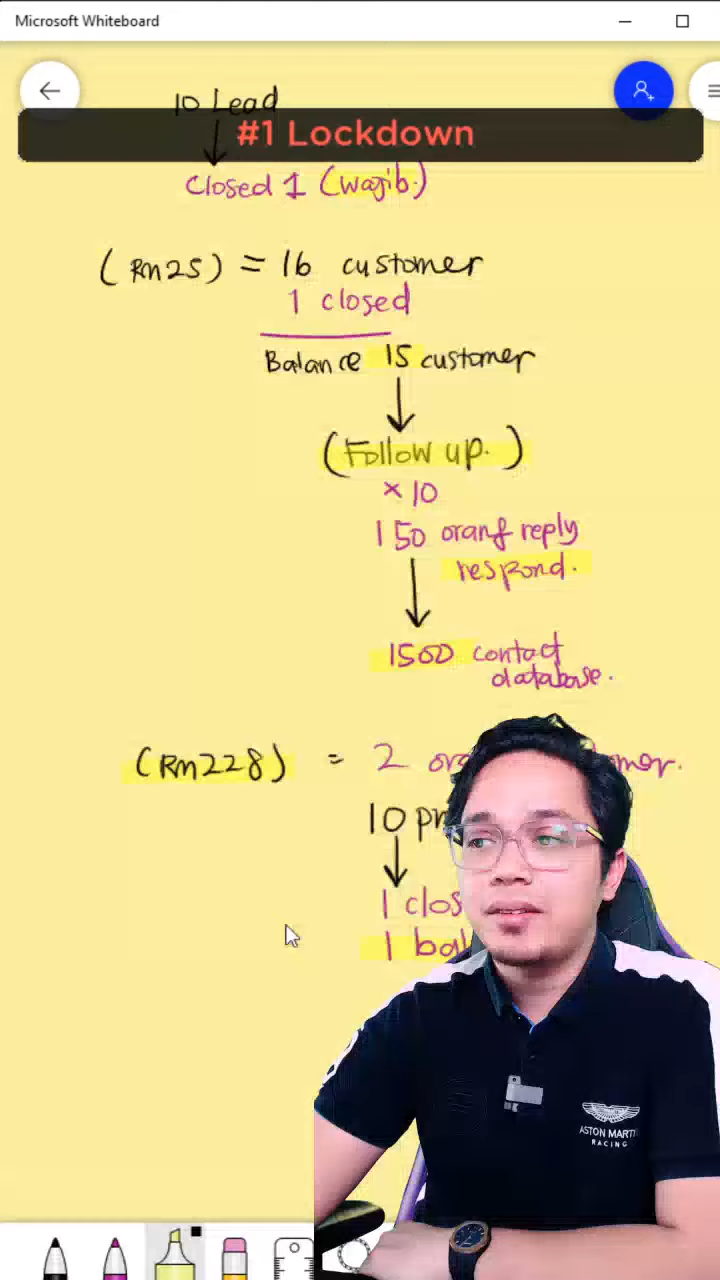 Microsoft Whiteboard
10 Lead
#1 Lockdown
Closed 1 (wajib.)
(RM25) = 16 customer
1 closed
Balance 15 customer
(Follow up.)
×10
150 orang reply
respond.
1500 contact
database.
(RM228) = 2
10
1
1
ASTON MARTI
RACING